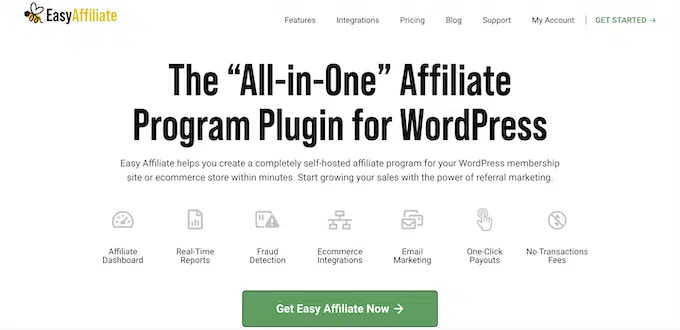 EasyAffiliate
Features Integrations Pricing Blog Support My Account GET STARTED →
The “All-in-One” Affiliate
Program Plugin for WordPress
Easy Affiliate helps you create a completely self-hosted affiliate program for your WordPress membership
site or ecommerce store within minutes. Start growing your sales with the power of referral marketing.
Affiliate Dashboard
Real-Time Reports
Fraud Detection
Ecommerce Integrations
Email Marketing
One-Click Payouts
No Transactions Fees
Get Easy Affiliate Now →